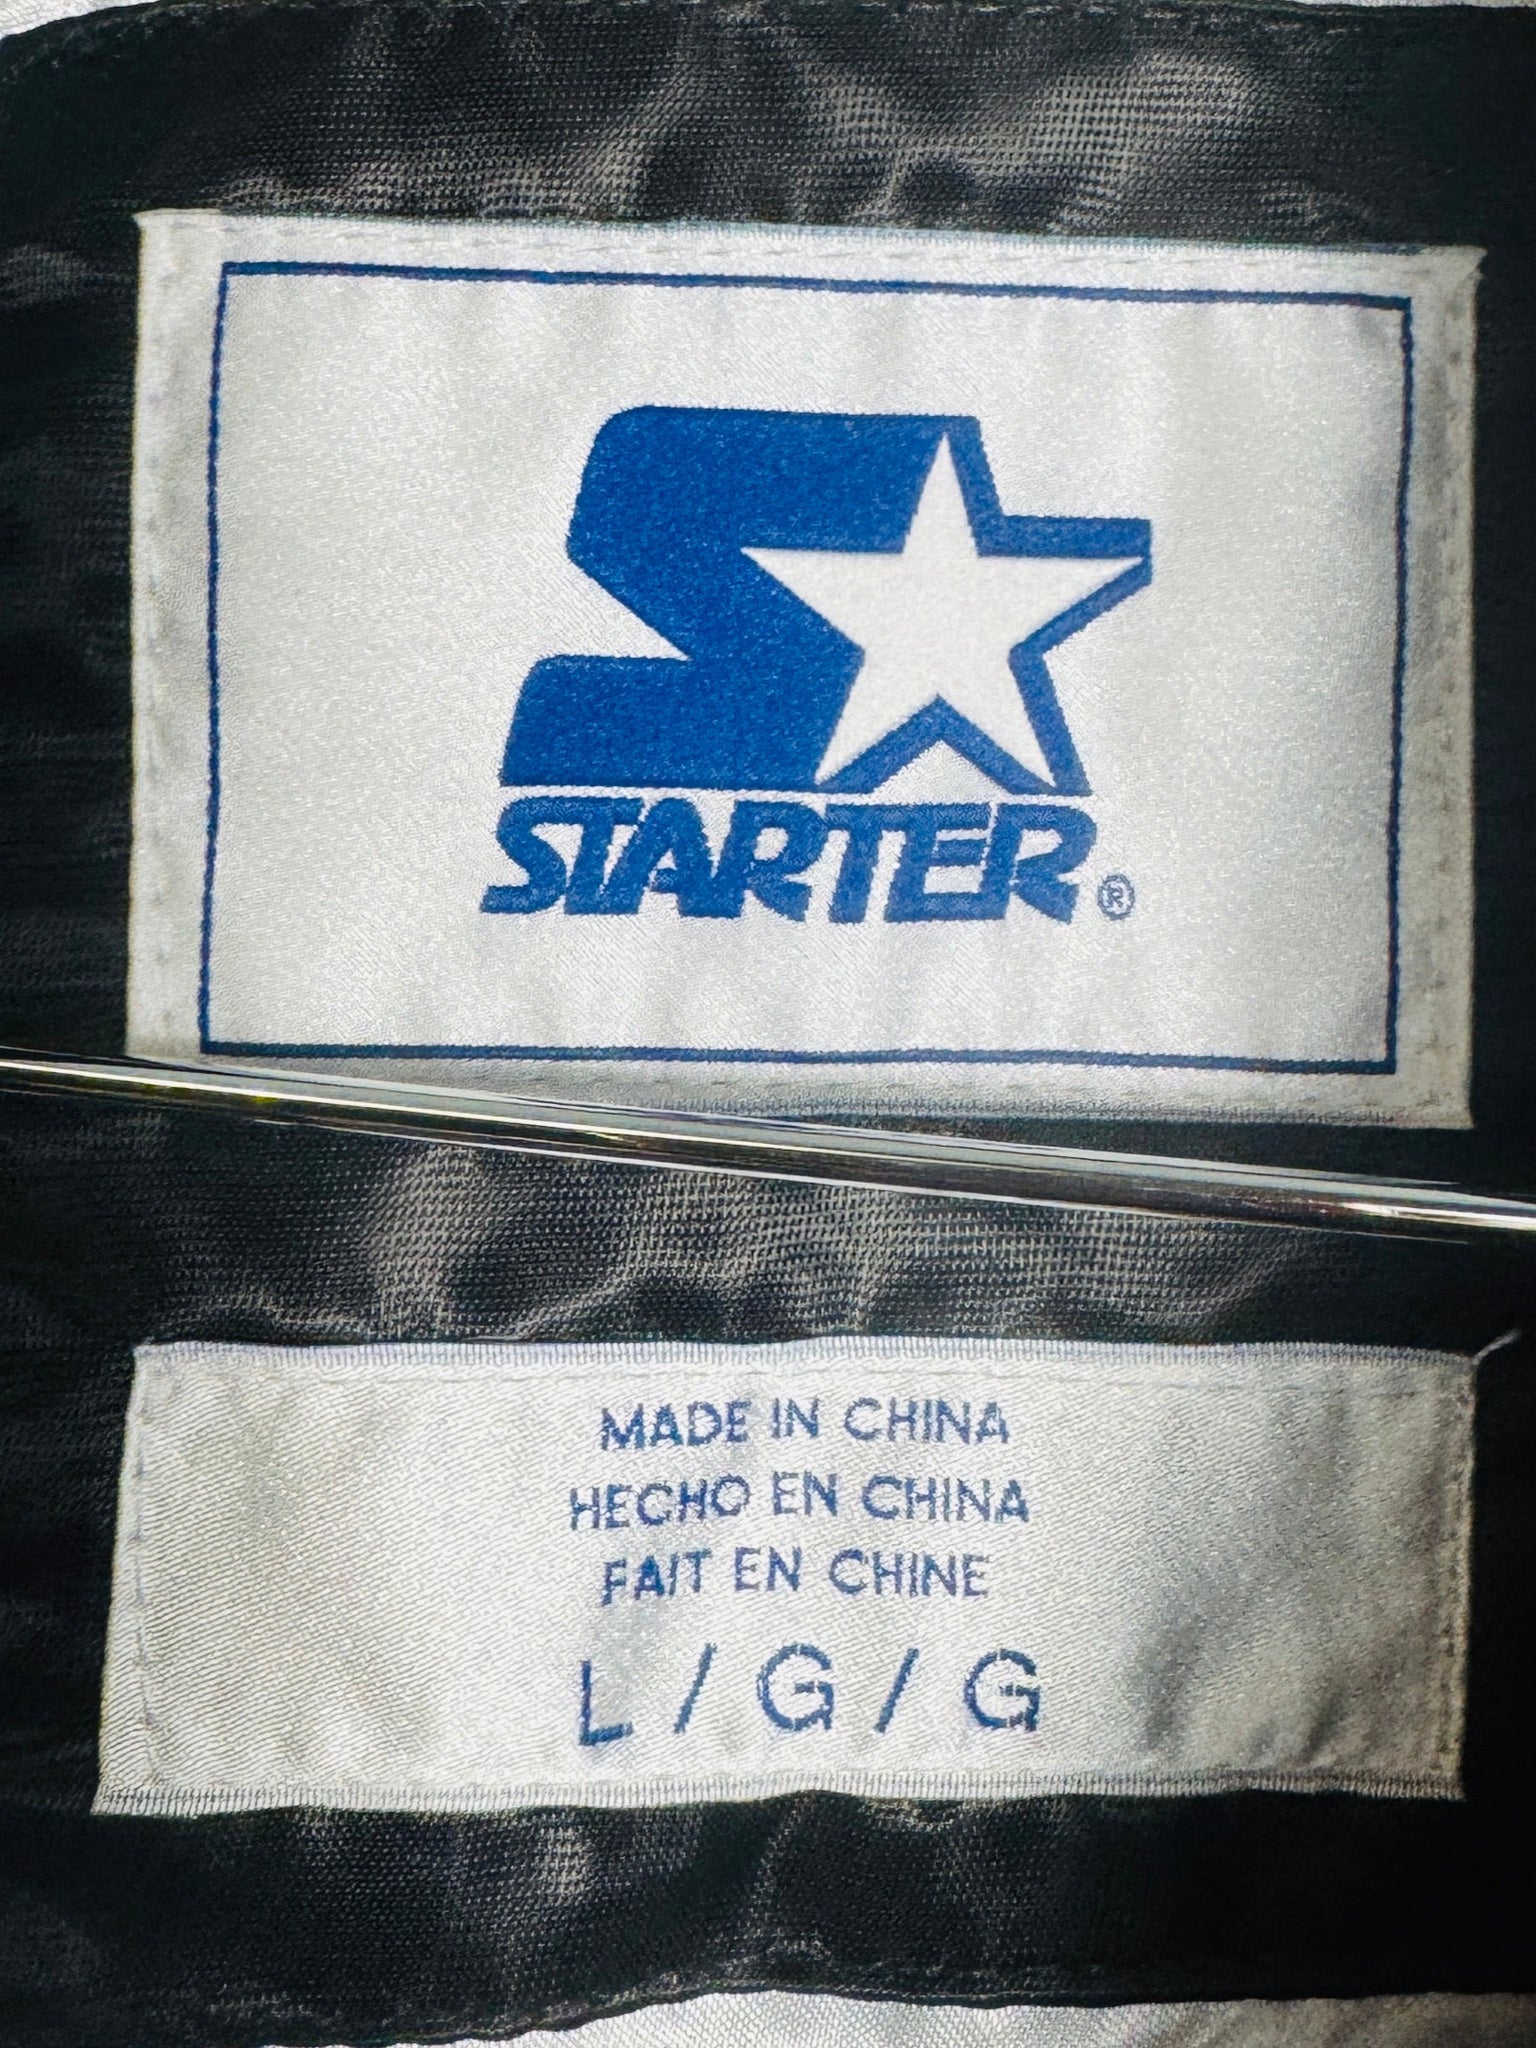 STARTER®
MADE IN CHINA
HECHO EN CHINA
FAIT EN CHINE
L / G / G